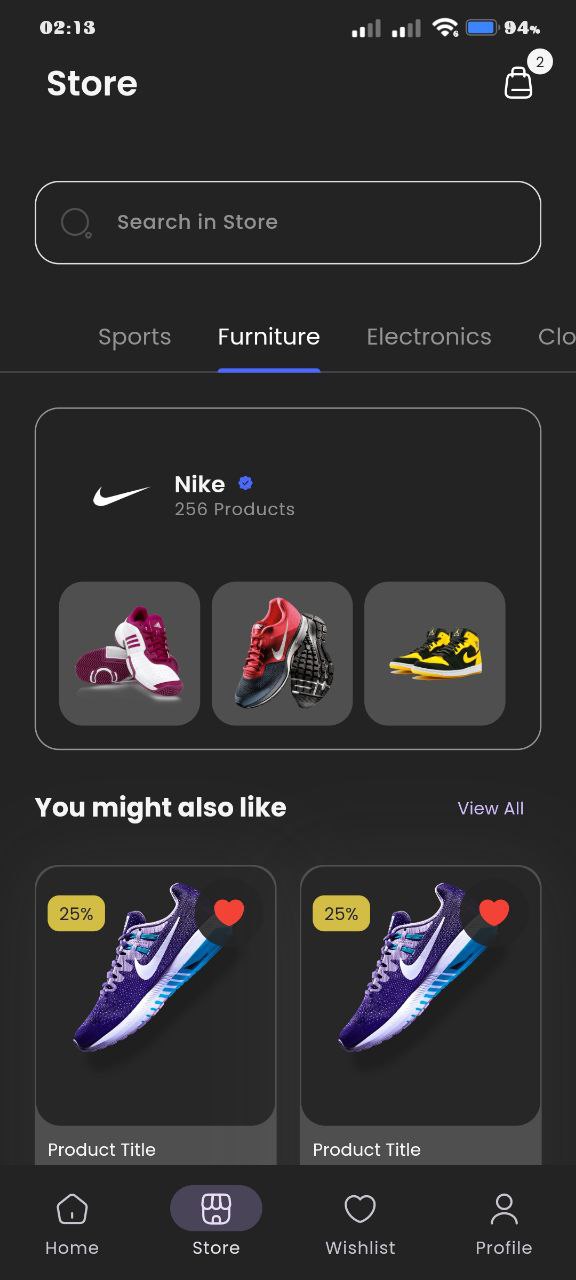 02:13
94%
Store
2
Search in Store
Sports Furniture Electronics Clo
Nike
256 Products
You might also like
View All
25%
25%
Product Title
Product Title
Home Store Wishlist Profile